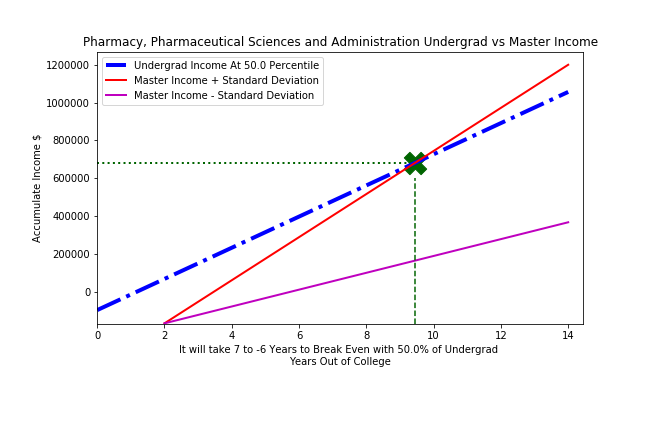 Pharmacy, Pharmaceutical Sciences and Administration Undergrad vs Master Income
Undergrad Income At 50.0 Percentile
Master Income + Standard Deviation
Master Income - Standard Deviation
Accumulate Income $
1200000
1000000
800000
600000
400000
200000
0
0 2 4 6 8 10 12 14
It will take 7 to -6 Years to Break Even with 50.0% of Undergrad
Years Out of College